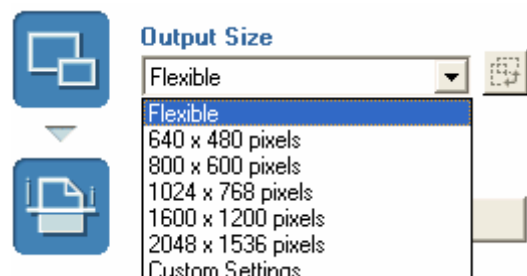 Output Size
Flexible
Flexible
640 x 480 pixels
800 x 600 pixels
1024 x 768 pixels
1600 x 1200 pixels
2048 x 1536 pixels
Custom Settings